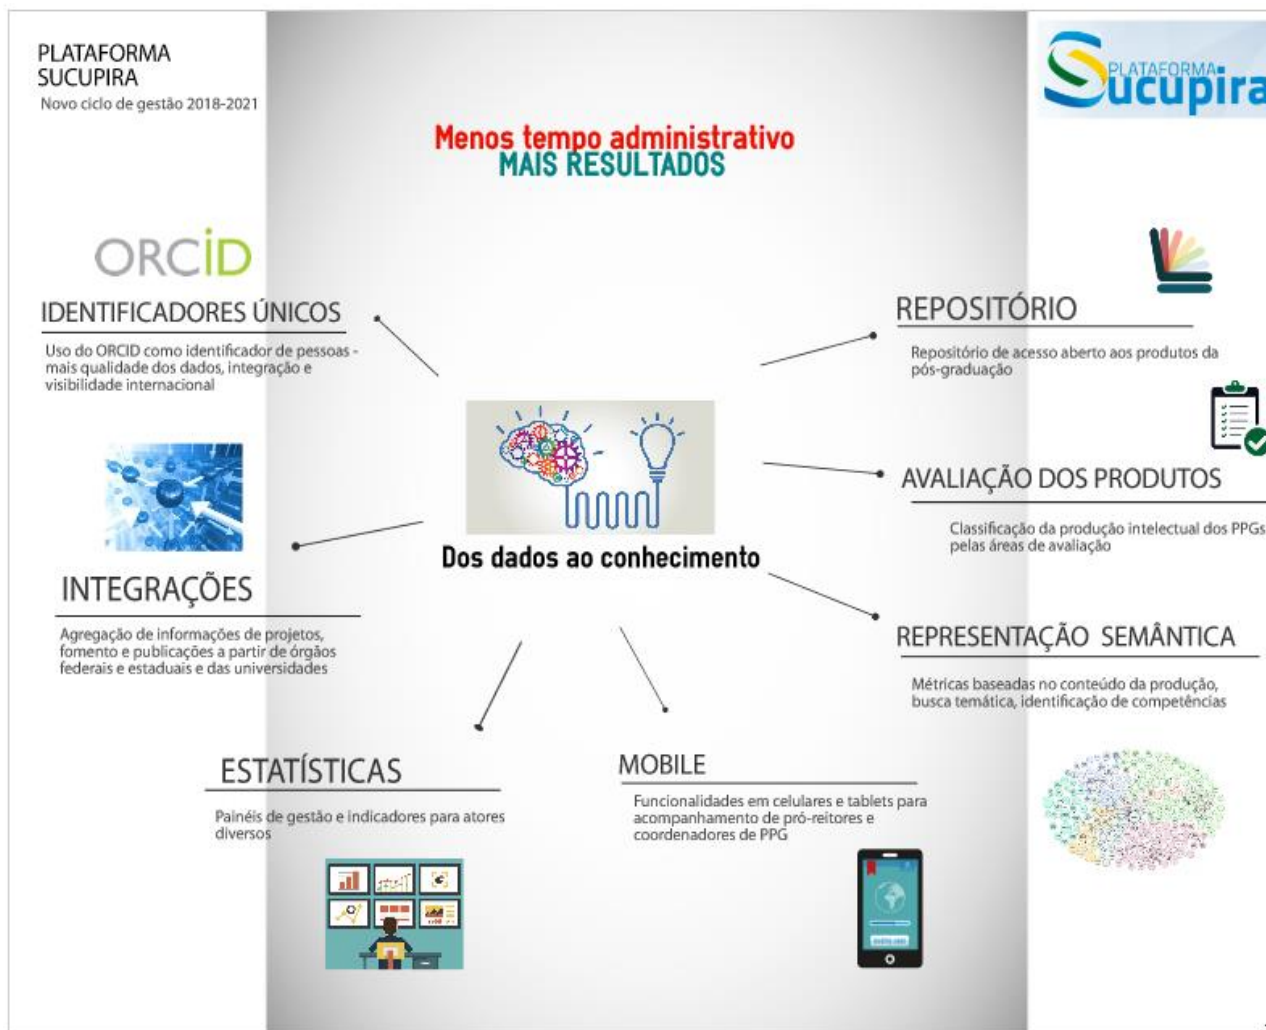 PLATAFORMA
SUCUPIRA
Novo ciclo de gestão 2018-2021
PLATAFORMA
Sucupira
Menos tempo administrativo
MAIS RESULTADOS
ORCID
IDENTIFICADORES ÚNICOS
Uso do ORCID como identificador de pessoas -
mais qualidade dos dados, integração e
visibilidade internacional
INTEGRAÇÕES
Agregação de informações de projetos,
fomento e publicações a partir de órgãos
federais e estaduais e das universidades
Dos dados ao conhecimento
REPOSITÓRIO
Repositório de acesso aberto aos produtos da
pós-graduação
AVALIAÇÃO DOS PRODUTOS
Classificação da produção intelectual dos PPGs
pelas áreas de avaliação
REPRESENTAÇÃO SEMÂNTICA
Métricas baseadas no conteúdo da produção,
busca temática, identificação de competências
ESTATÍSTICAS
Painéis de gestão e indicadores para atores
diversos
MOBILE
Funcionalidades em celulares e tablets para
acompanhamento de pró-reitores e
coordenadores de PPG